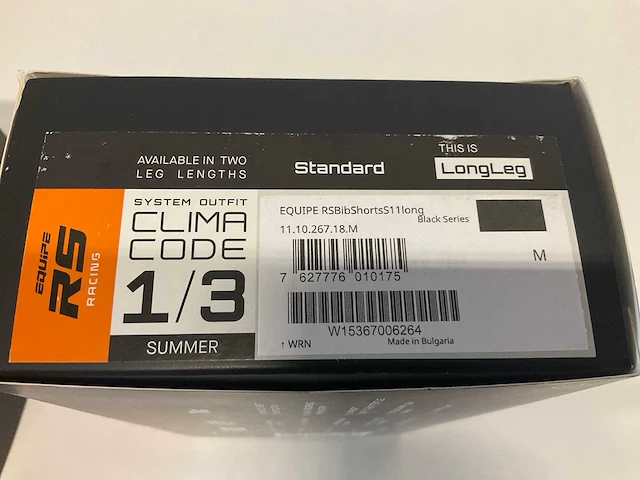 AVAILABLE IN TWO
LEG LENGTHS
Standard
THIS IS
LongLeg
EQUIPE
RS
RACING
SYSTEM OUTFIT
CLIMA
CODE
1/3
SUMMER
EQUIPE RSBibShortsS11long
Black Series
11.10.267.18.M
M
7 627776 010175
W15367006264
↑ WRN
Made in Bulgaria